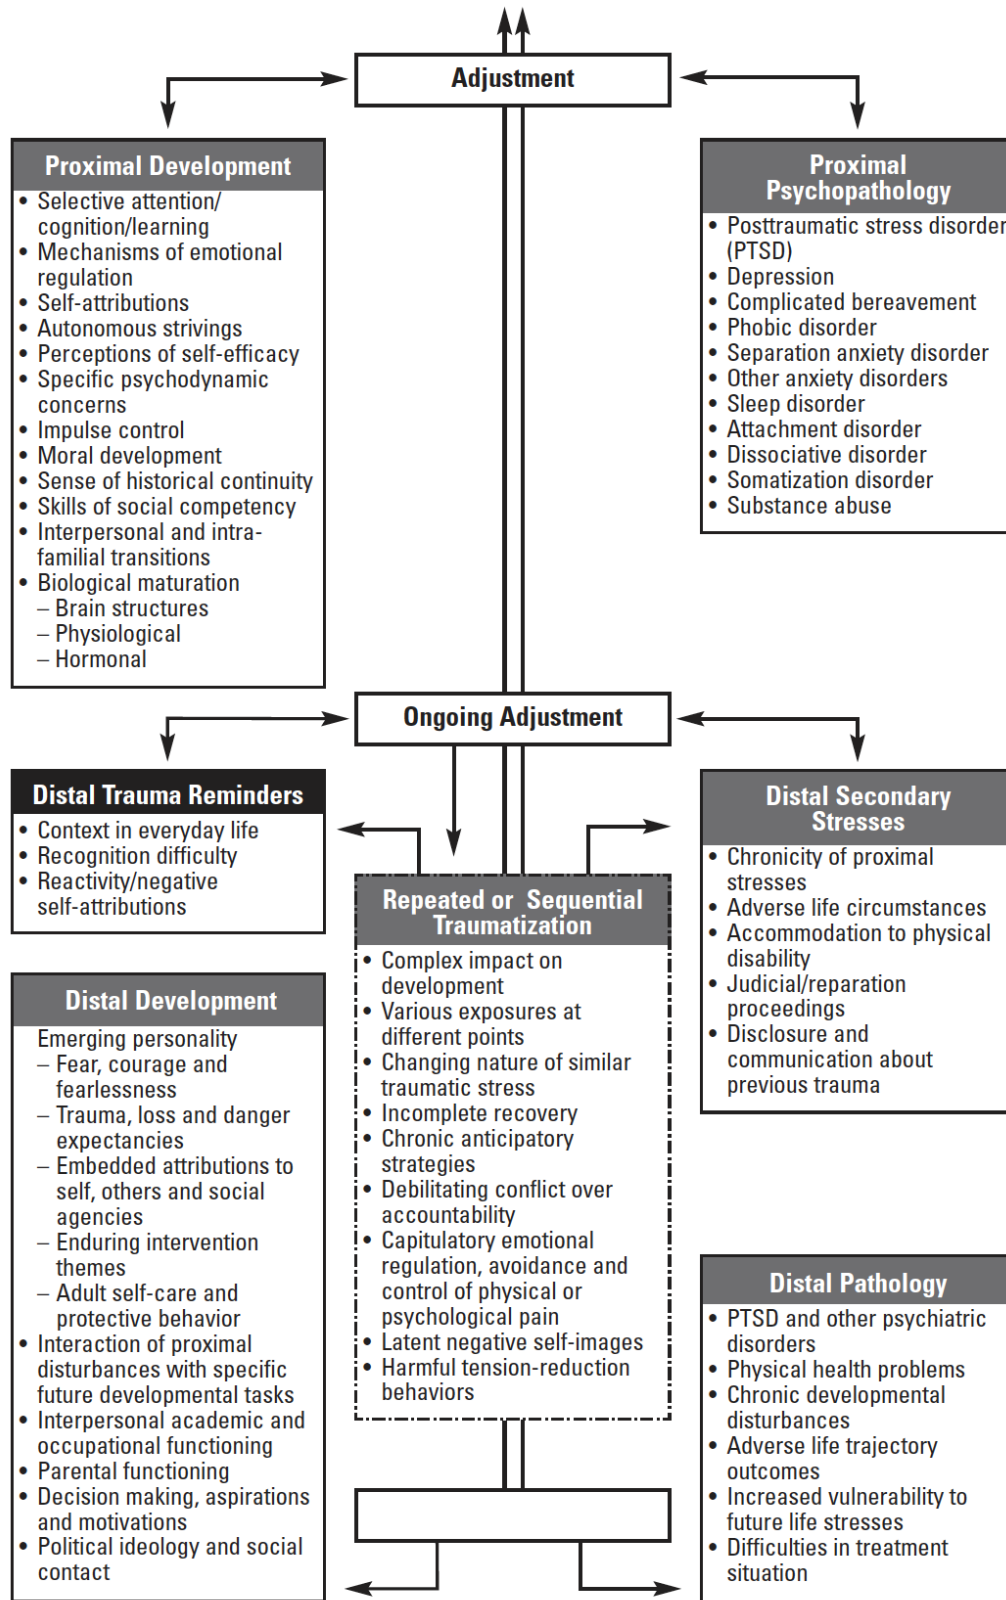 Adjustment
Proximal Development
• Selective attention/
cognition/learning
• Mechanisms of emotional
regulation
• Self-attributions
• Autonomous strivings
• Perceptions of self-efficacy
• Specific psychodynamic
concerns
• Impulse control
• Moral development
• Sense of historical continuity
• Skills of social competency
• Interpersonal and intra-
familial transitions
• Biological maturation
– Brain structures
– Physiological
– Hormonal
Proximal
Psychopathology
• Posttraumatic stress disorder
(PTSD)
• Depression
• Complicated bereavement
• Phobic disorder
• Separation anxiety disorder
• Other anxiety disorders
• Sleep disorder
• Attachment disorder
• Dissociative disorder
• Somatization disorder
• Substance abuse
Ongoing Adjustment
Distal Trauma Reminders
• Context in everyday life
• Recognition difficulty
• Reactivity/negative
self-attributions
Distal Secondary
Stresses
• Chronicity of proximal
stresses
• Adverse life circumstances
• Accommodation to physical
disability
• Judicial/reparation
proceedings
• Disclosure and
communication about
previous trauma
Repeated or Sequential
Traumatization
• Complex impact on
development
• Various exposures at
different points
• Changing nature of similar
traumatic stress
• Incomplete recovery
• Chronic anticipatory
strategies
• Debilitating conflict over
accountability
• Capitulatory emotional
regulation, avoidance and
control of physical or
psychological pain
• Latent negative self-images
• Harmful tension-reduction
behaviors
Distal Development
Emerging personality
– Fear, courage and
fearlessness
– Trauma, loss and danger
expectancies
– Embedded attributions to
self, others and social
agencies
– Enduring intervention
themes
– Adult self-care and
protective behavior
• Interaction of proximal
disturbances with specific
future developmental tasks
• Interpersonal academic and
occupational functioning
• Parental functioning
• Decision making, aspirations
and motivations
• Political ideology and social
contact
Distal Pathology
• PTSD and other psychiatric
disorders
• Physical health problems
• Chronic developmental
disturbances
• Adverse life trajectory
outcomes
• Increased vulnerability to
future life stresses
• Difficulties in treatment
situation